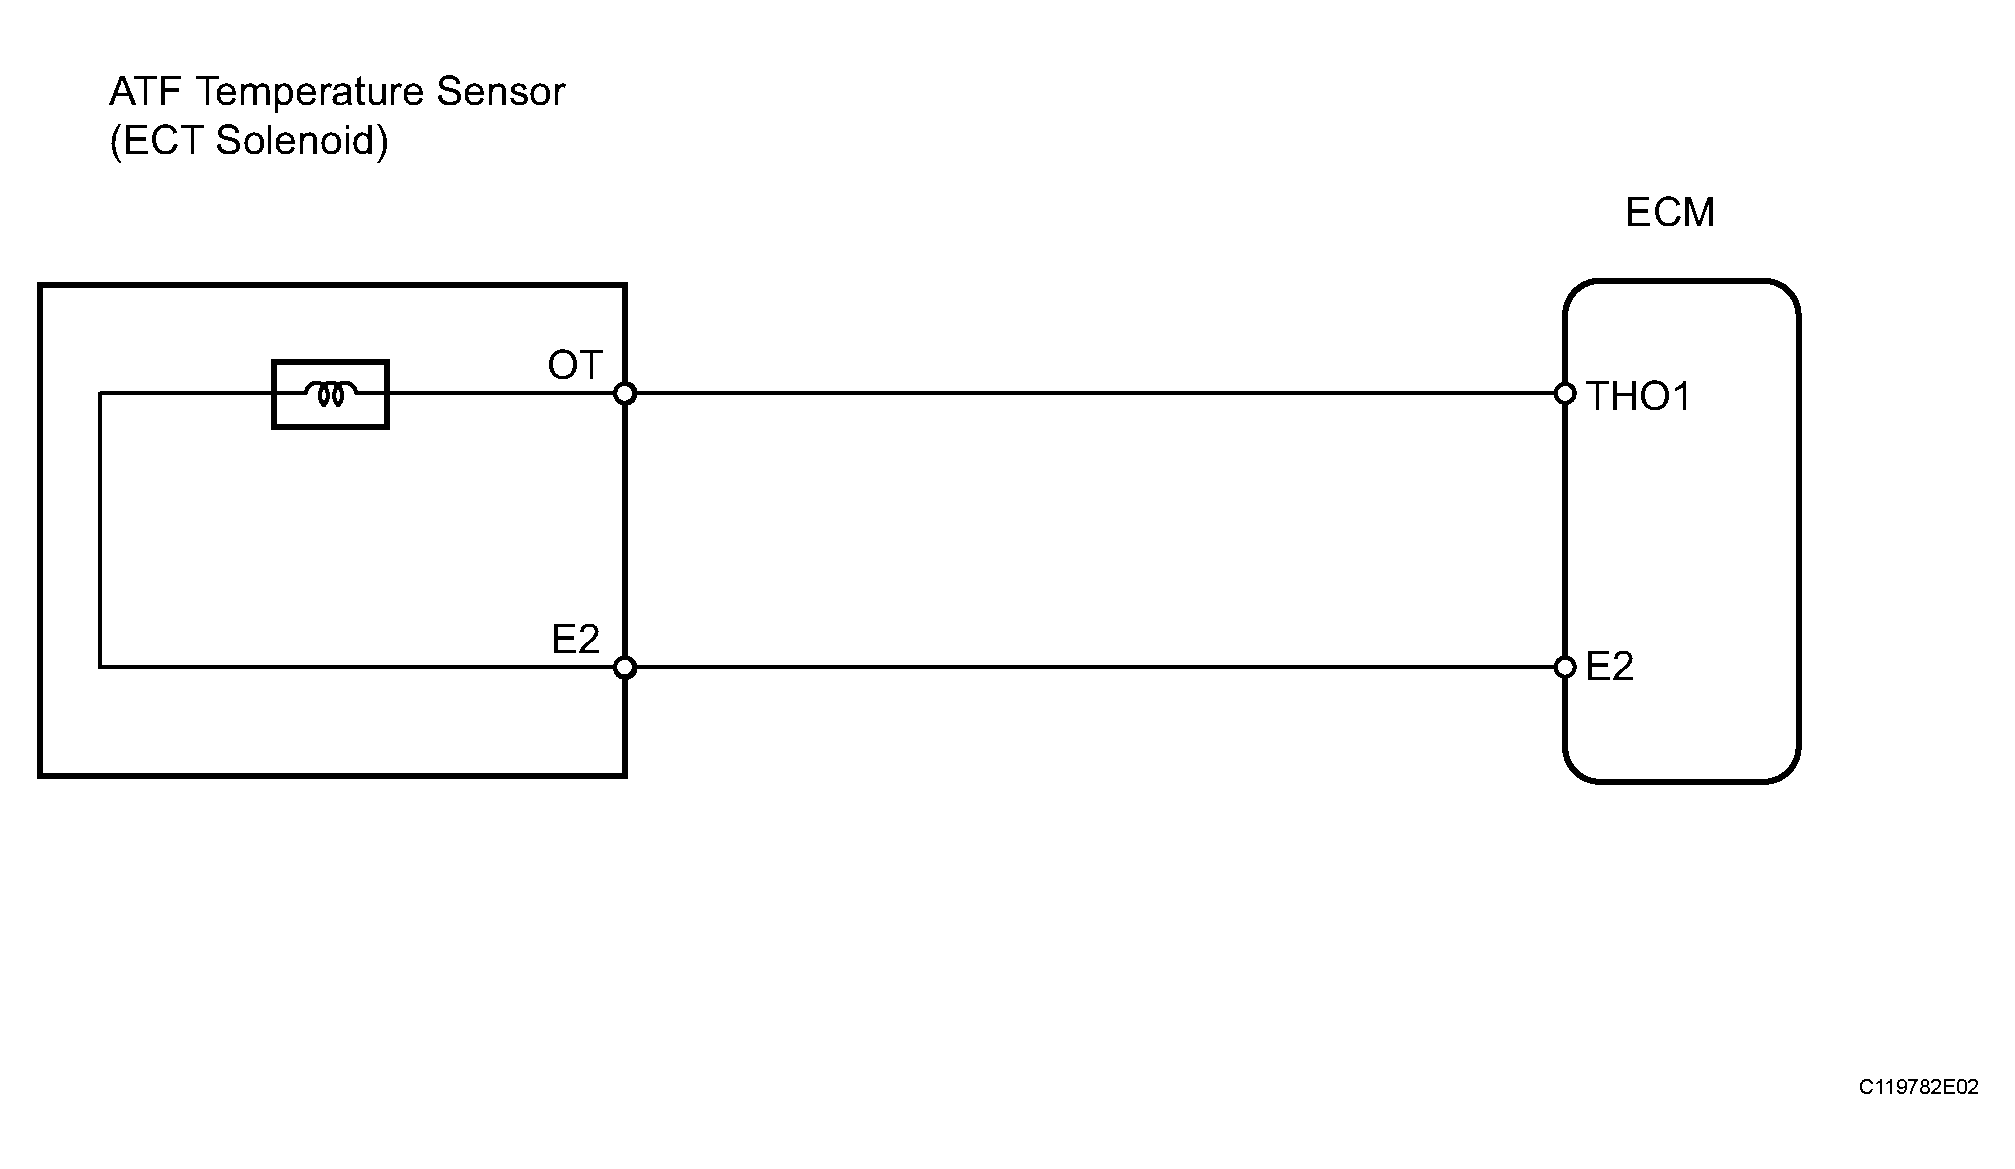 ATF Temperature Sensor
(ECT Solenoid)
ECM
OT
THO1
E2
E2
C119782E02